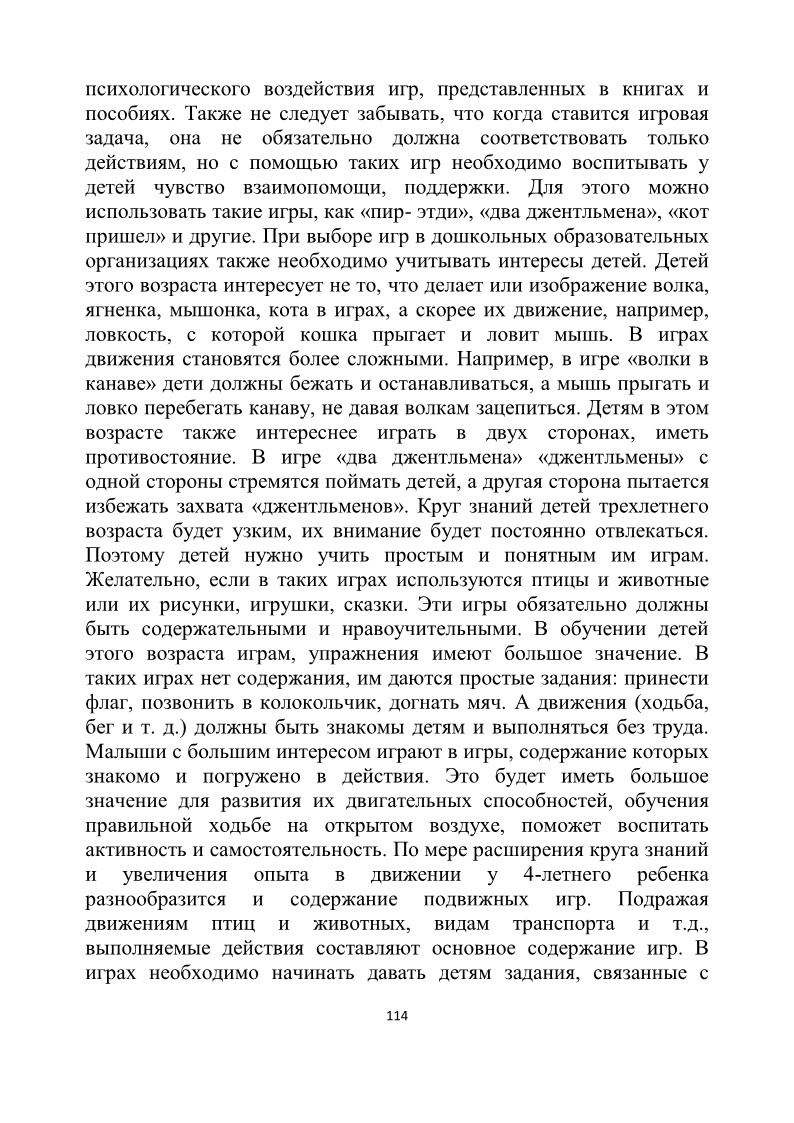 психологического воздействия игр, представленных в книгах и
пособиях. Также не следует забывать, что когда ставится игровая
задача, она не обязательно должна соответствовать только
действиям, но с помощью таких игр необходимо воспитывать у
детей чувство взаимопомощи, поддержки. Для этого можно
использовать такие игры, как «пир- этди», «два джентльмена», «кот
пришел» и другие. При выборе игр в дошкольных образовательных
организациях также необходимо учитывать интересы детей. Детей
этого возраста интересует не то, что делает или изображение волка,
ягненка, мышонка, кота в играх, а скорее их движение, например,
ловкость, с которой кошка прыгает и ловит мышь. В играх
движения становятся более сложными. Например, в игре «волки в
канаве» дети должны бежать и останавливаться, а мышь прыгать и
ловко перебегать канаву, не давая волкам зацепиться. Детям в этом
возрасте также интереснее играть в двух сторонах, иметь
противостояние. В игре «два джентльмена» «джентльмены» с
одной стороны стремятся поймать детей, а другая сторона пытается
избежать захвата «джентльменов». Круг знаний детей трехлетнего
возраста будет узким, их внимание будет постоянно отвлекаться.
Поэтому детей нужно учить простым и понятным им играм.
Желательно, если в таких играх используются птицы и животные
или их рисунки, игрушки, сказки. Эти игры обязательно должны
быть содержательными и нравоучительными. В обучении детей
этого возраста играм, упражнения имеют большое значение. В
таких играх нет содержания, им даются простые задания: принести
флаг, позвонить в колокольчик, догнать мяч. А движения (ходьба,
бег и т. д.) должны быть знакомы детям и выполняться без труда.
Малыши с большим интересом играют в игры, содержание которых
знакомо и погружено в действия. Это будет иметь большое
значение для развития их двигательных способностей, обучения
правильной ходьбе на открытом воздухе, поможет воспитать
активность и самостоятельность. По мере расширения круга знаний
и увеличения опыта в движении у 4-летнего ребенка
разнообразится и содержание подвижных игр. Подражая
движениям птиц и животных, видам транспорта и т.д.,
выполняемые действия составляют основное содержание игр. В
играх необходимо начинать давать детям задания, связанные с
114